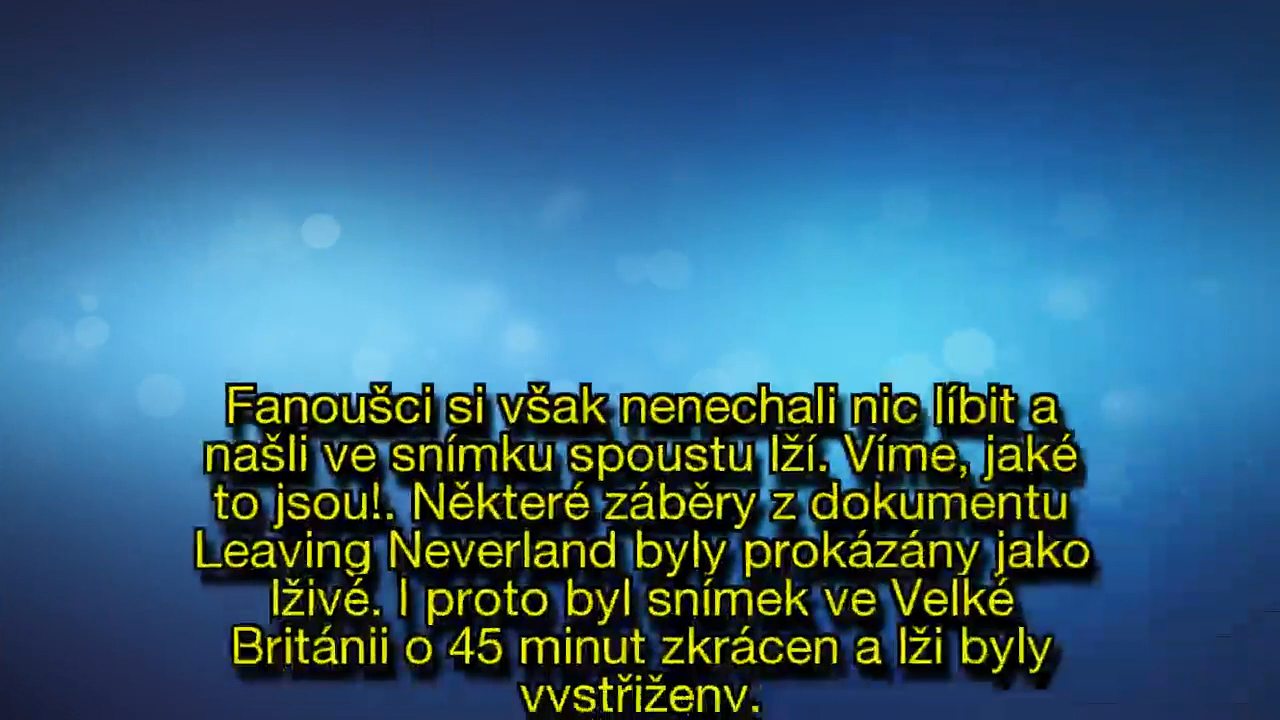 Fanoušci si však nenechali nic líbit a
našli ve snímku spoustu lží. Víme, jaké
to jsou!. Některé záběry z dokumentu
Leaving Neverland byly prokázány jako
lživé. I proto byl snímek ve Velké
Británii o 45 minut zkrácen a lži byly
vystřiženy.